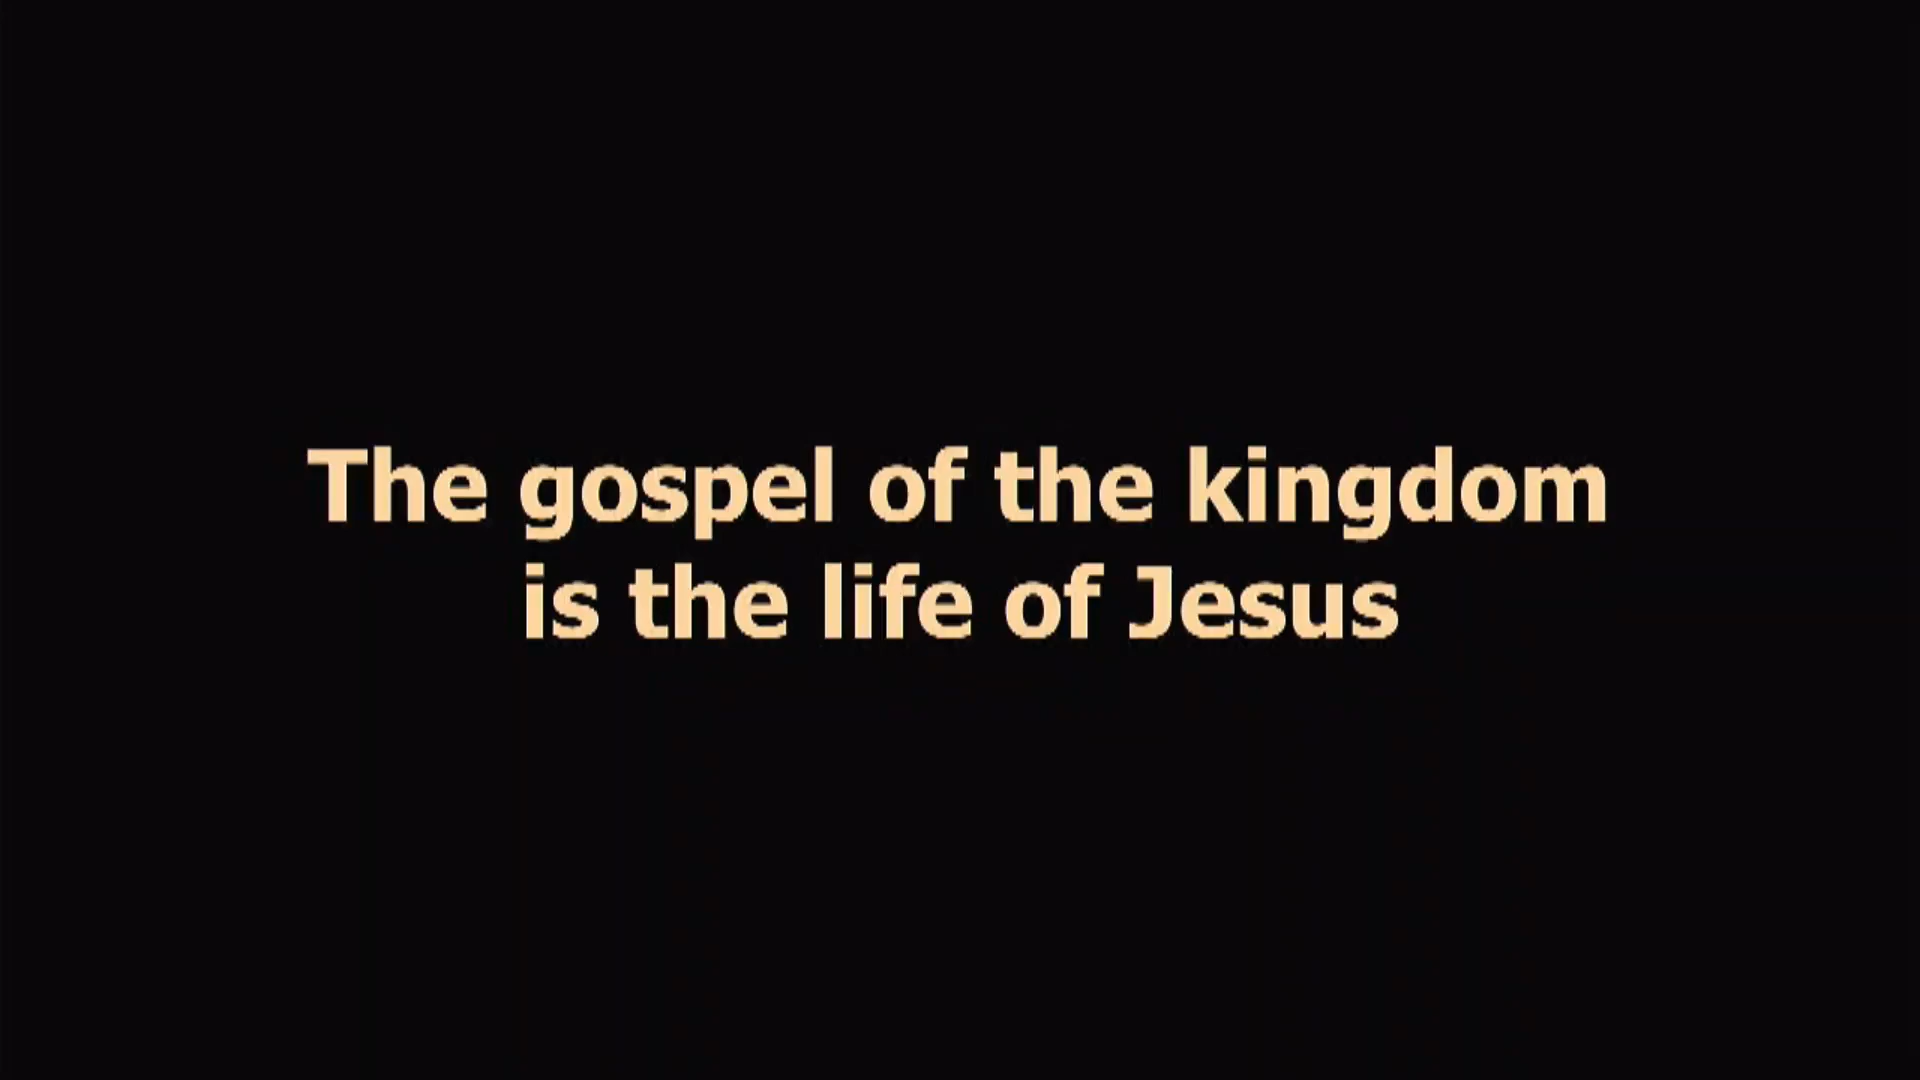 The gospel of the kingdom
is the life of Jesus